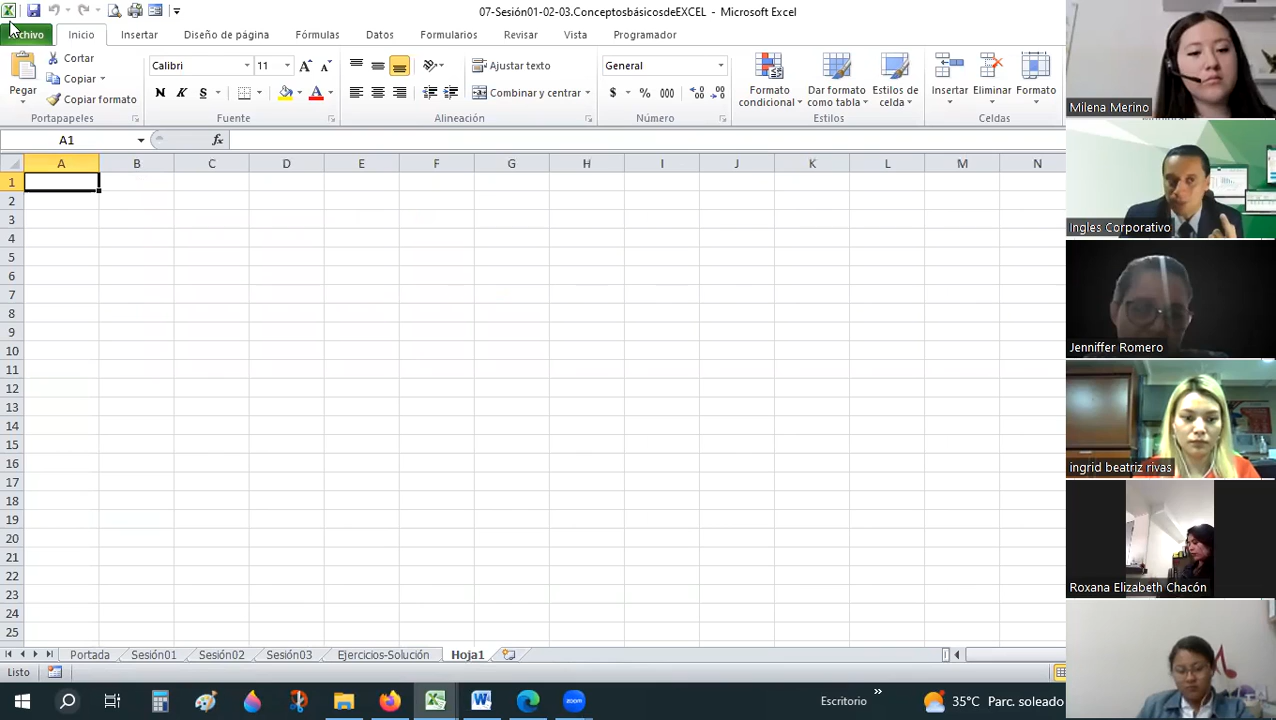 07-Sesión01-02-03.ConceptosbásicosdeEXCEL - Microsoft Excel
Archivo Inicio Insertar Diseño de página Fórmulas Datos Formularios Revisar Vista Programador
Pegar
Cortar
Copiar
Copiar formato
Portapapeles
Calibri 11
N K S
Fuente
Ajustar texto
Combinar y centrar
Alineación
General
$ % 000
Número
Formato condicional
Dar formato como tabla
Estilos de celda
Estilos
Insertar Eliminar Formato
Celdas
A1 fx
A B C D E F G H I J K L M N
1
2
3
4
5
6
7
8
9
10
11
12
13
14
15
16
17
18
19
20
21
22
23
24
25
Portada Sesión01 Sesión02 Sesión03 Ejercicios-Solución Hoja1
Listo
zoom
Escritorio »
35°C Parc. soleado
Milena Merino
Ingles Corporativo
Jenniffer Romero
ingrid beatriz rivas
Roxana Elizabeth Chacón